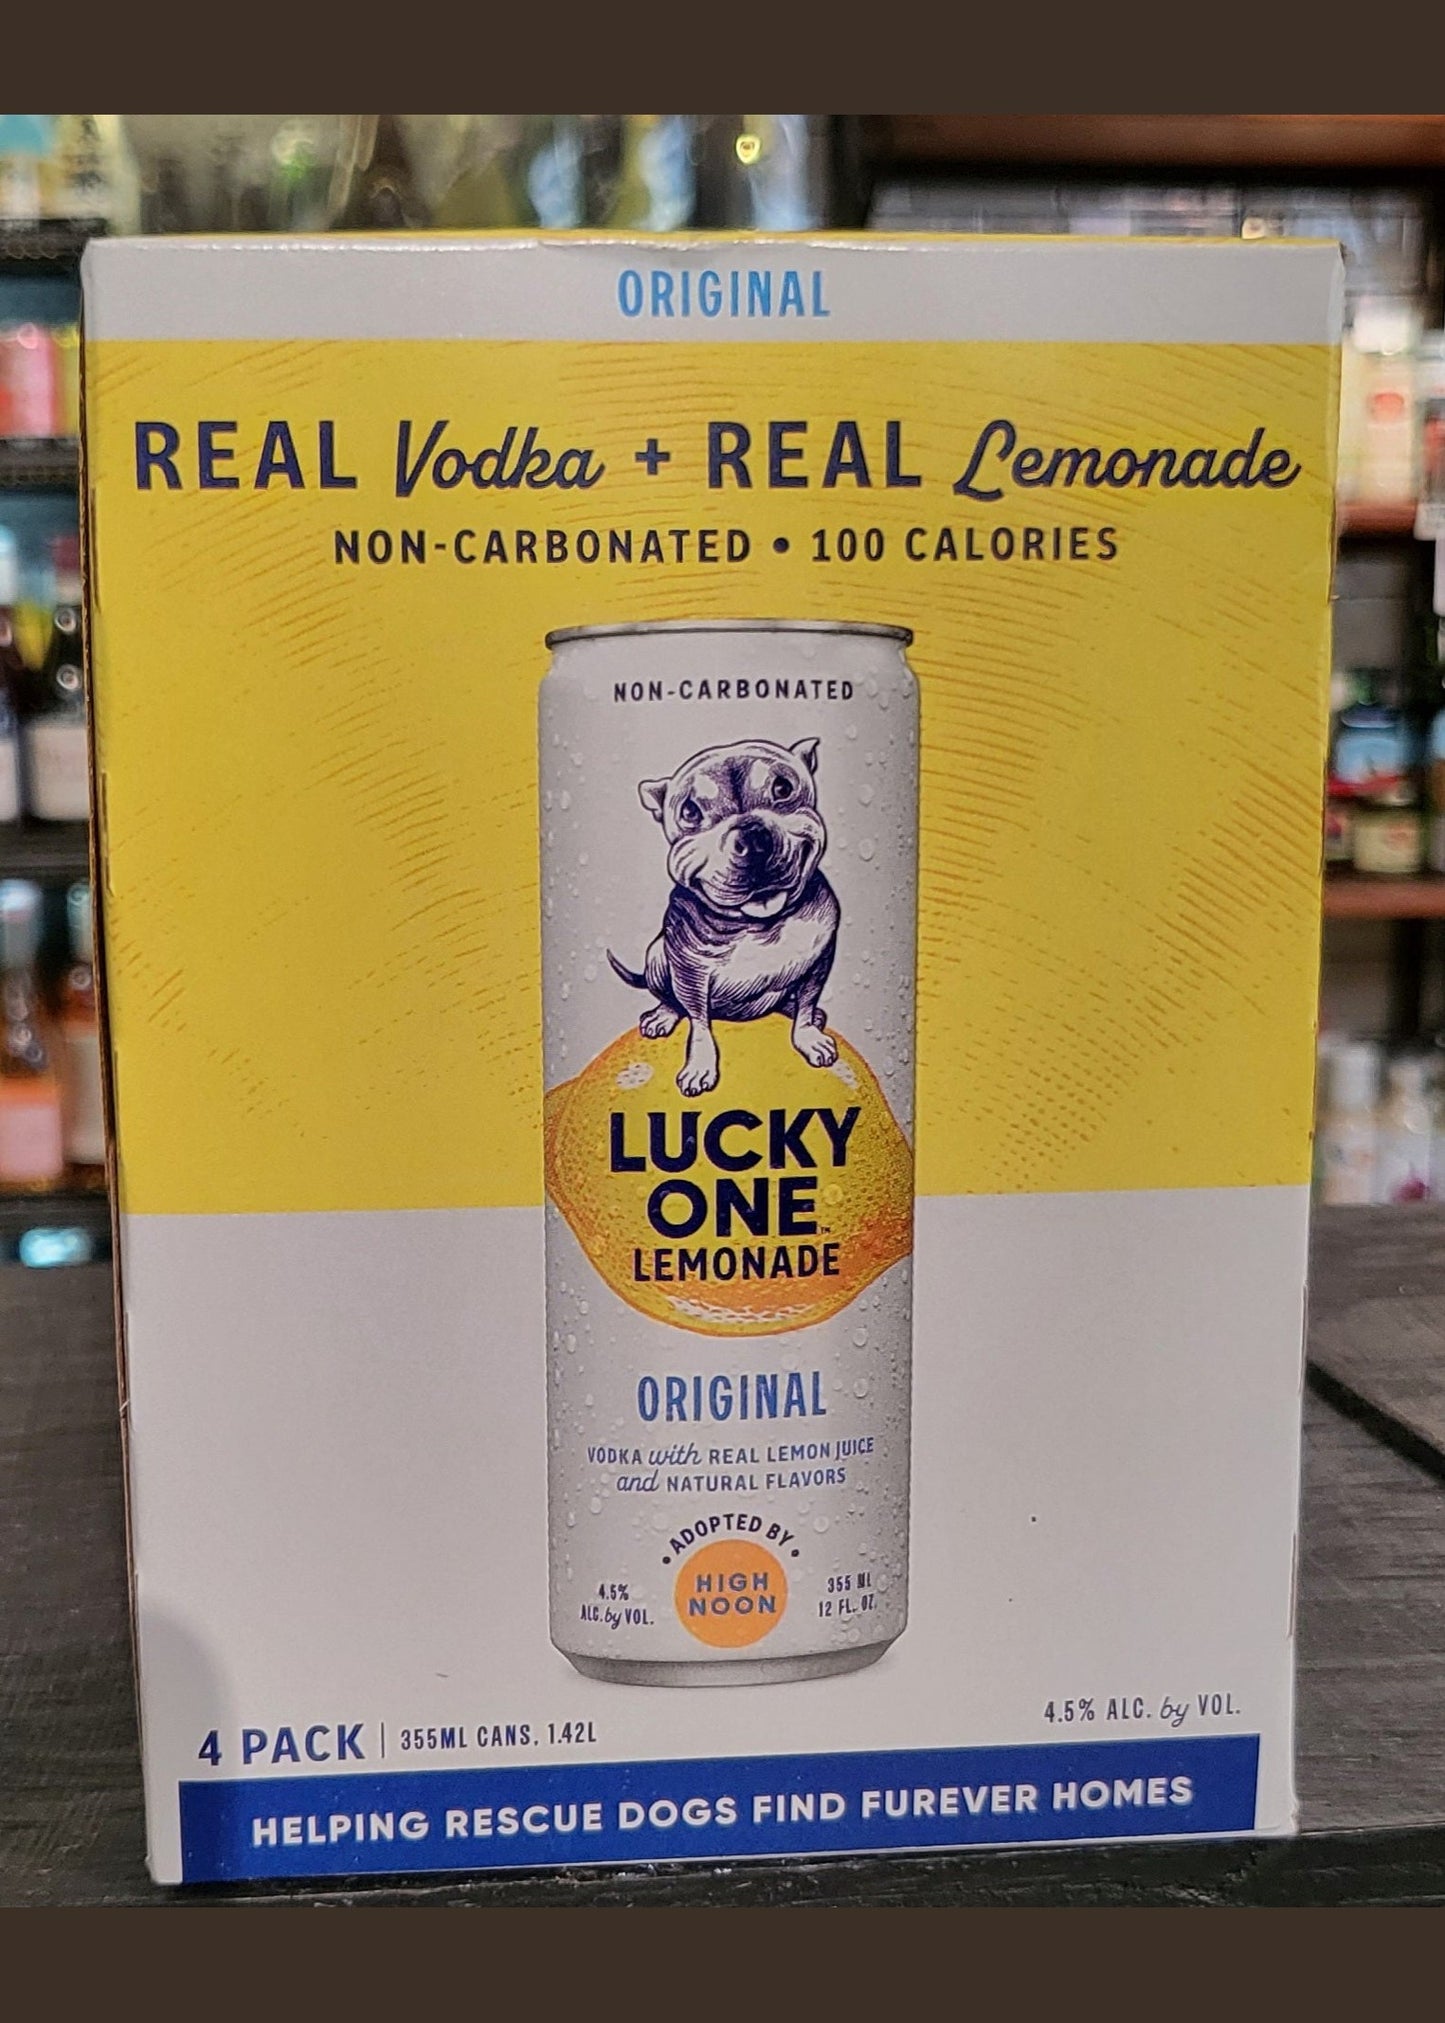 ORIGINAL
REAL Vodka + REAL Lemonade
NON-CARBONATED • 100 CALORIES
NON-CARBONATED
LUCKY
ONE™
LEMONADE
ORIGINAL
VODKA with REAL LEMON JUICE
and NATURAL FLAVORS
• ADOPTED BY •
HIGH
NOON
4.5%
ALC. by VOL.
355 ML
12 FL. OZ.
4 PACK | 355ML CANS, 1.42L
4.5% ALC. by VOL.
HELPING RESCUE DOGS FIND FUREVER HOMES